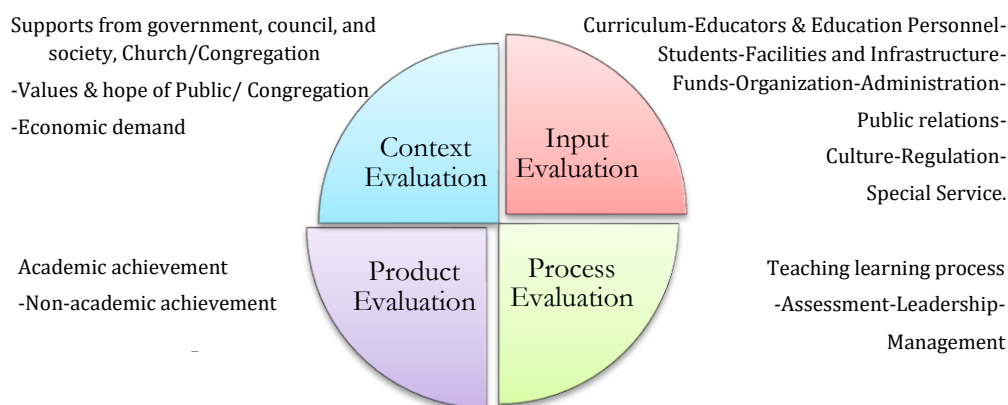 Supports from government, council, and
society, Church/Congregation
-Values & hope of Public/ Congregation
-Economic demand
Curriculum-Educators & Education Personnel-
Students-Facilities and Infrastructure-
Funds-Organization-Administration-
Public relations-
Culture-Regulation-
Special Service.
Context
Evaluation
Input
Evaluation
Product
Evaluation
Process
Evaluation
Academic achievement
-Non-academic achievement
-
Teaching learning process
-Assessment-Leadership-
Management